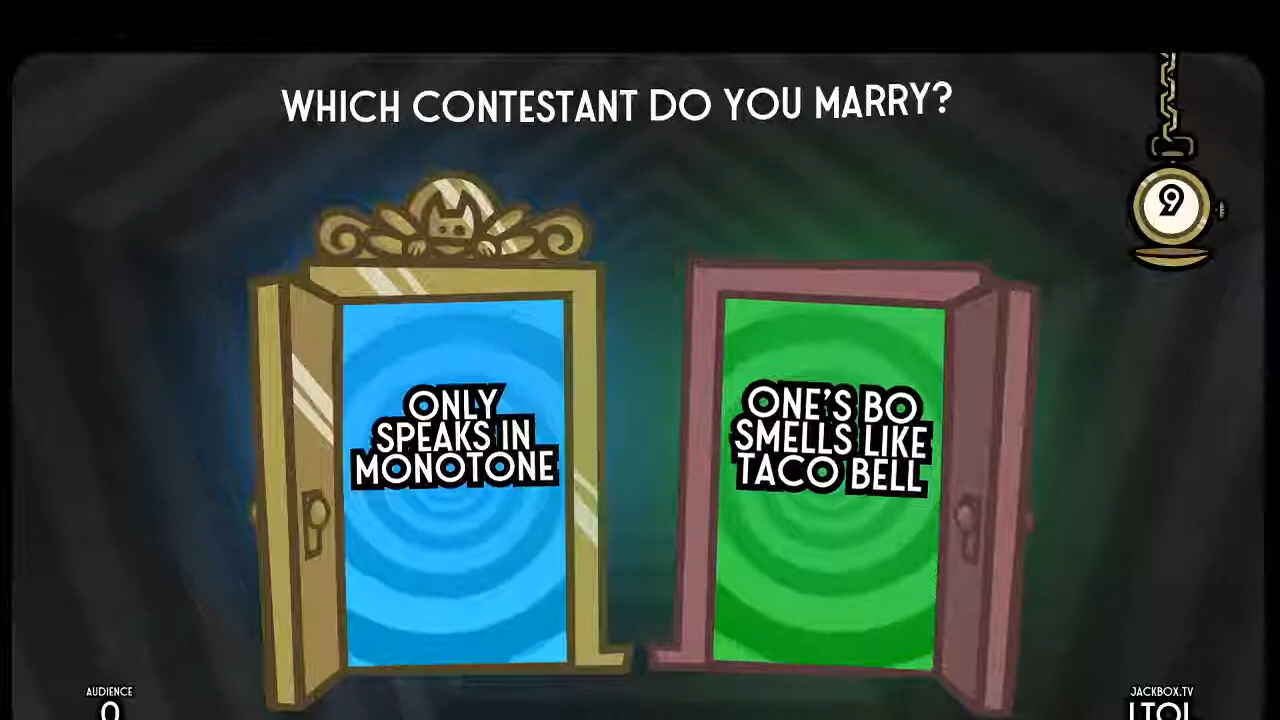 WHICH CONTESTANT DO YOU MARRY?
9
ONLY
SPEAKS IN
MONOTONE
ONE'S BO
SMELLS LIKE
TACO BELL
AUDIENCE
0
JACKBOX.TV